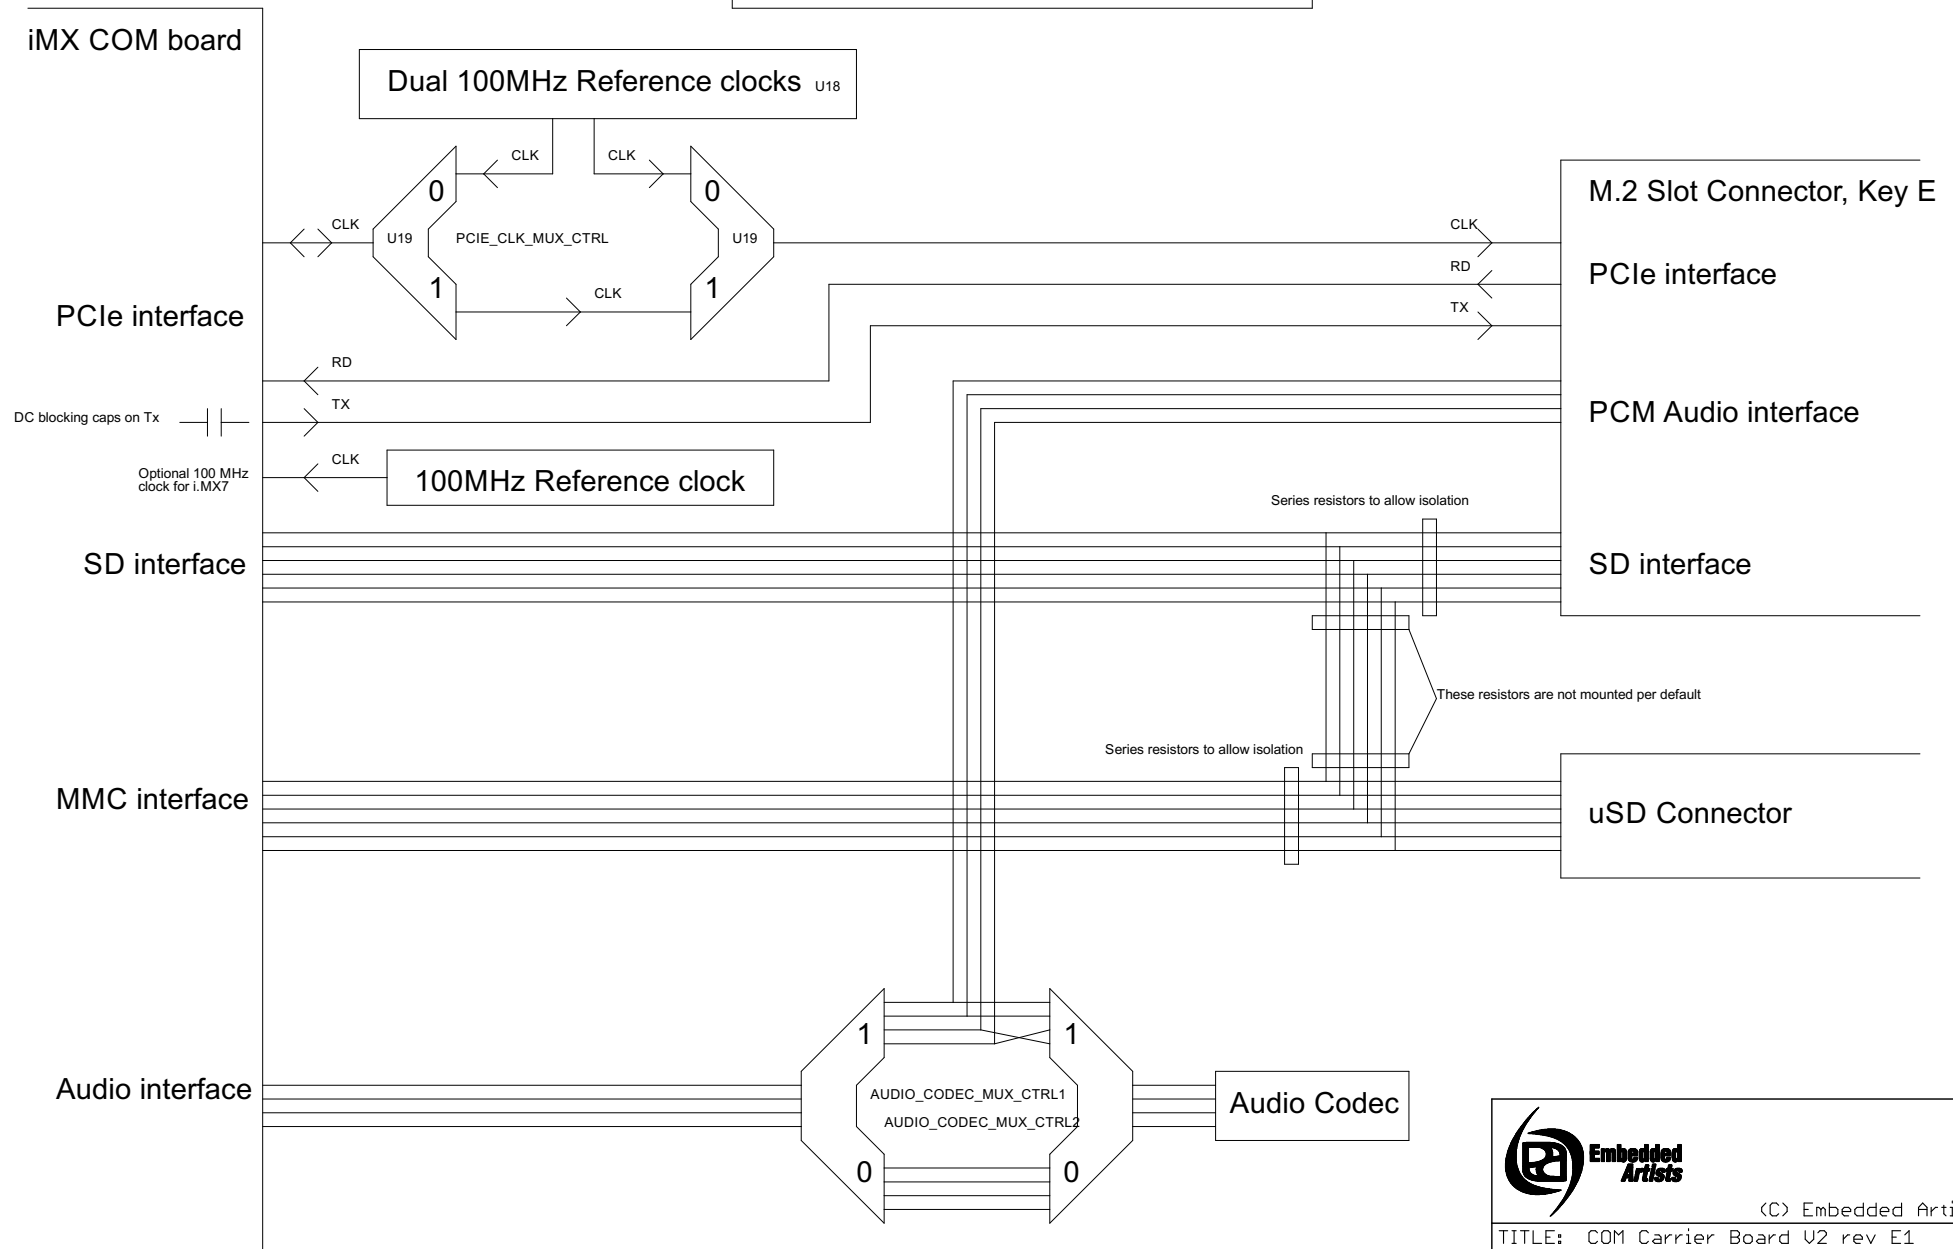 iMX COM board
Dual 100MHz Reference clocks U18
CLK
CLK
0
0
M.2 Slot Connector, Key E
CLK
U19
PCIE_CLK_MUX_CTRL
U19
CLK
1
CLK
1
RD
PCIe interface
PCIe interface
TX
RD
TX
DC blocking caps on Tx
PCM Audio interface
CLK
Optional 100 MHz
clock for i.MX7
100MHz Reference clock
Series resistors to allow isolation
SD interface
SD interface
These resistors are not mounted per default
Series resistors to allow isolation
MMC interface
uSD Connector
1
1
Audio interface
AUDIO_CODEC_MUX_CTRL1
AUDIO_CODEC_MUX_CTRL2
Audio Codec
0
0
Embedded
Artists
(C) Embedded Arti
TITLE: COM Carrier Board V2 rev E1